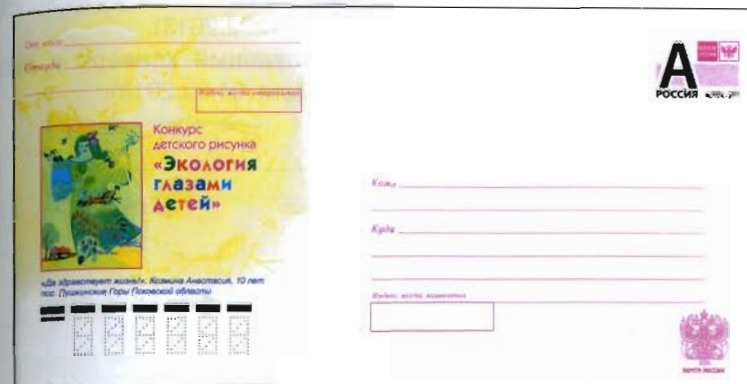 От кого
Откуда
Индекс места отправления
Конкурс
детского рисунка
«Экология
глазами
детей»
«Да здравствует жизнь!». Козмина Анастасия, 10 лет
пос. Пушкинские Горы Псковской области
А
РОССИЯ
Кому
Куда
Индекс места назначения
ПОЧТА РОССИИ